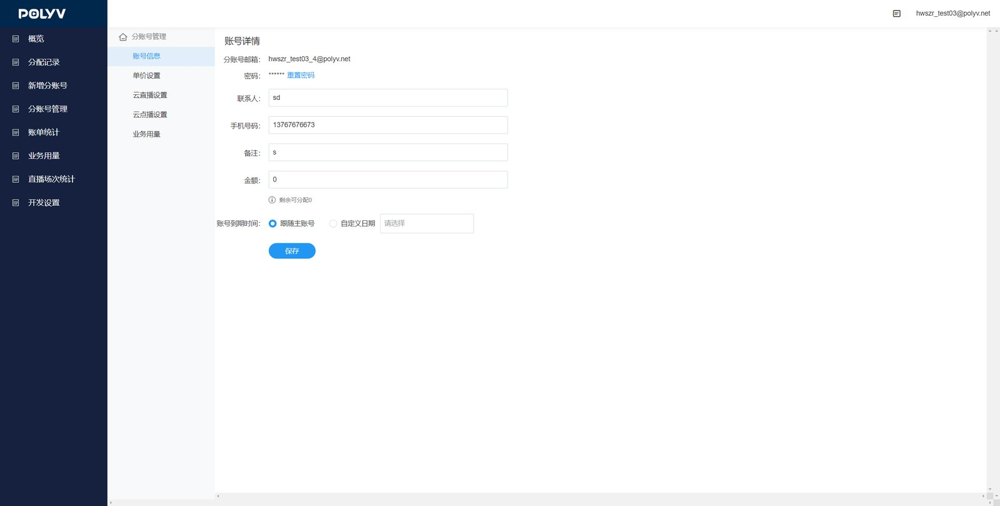 POLYV
hwszr_test03@polyv.net
概览
分配记录
新增分账号
分账号管理
账单统计
业务用量
直播场次统计
开发设置
分账号管理
账号信息
单价设置
云直播设置
云点播设置
业务用量
账号详情
分账号邮箱: hwszr_test03_4@polyv.net
密码: ****** 重置密码
联系人: sd
手机号码: 13767676673
备注: s
金额: 0
剩余可分配0
账号到期时间: 跟随主账号 自定义日期 请选择
保存